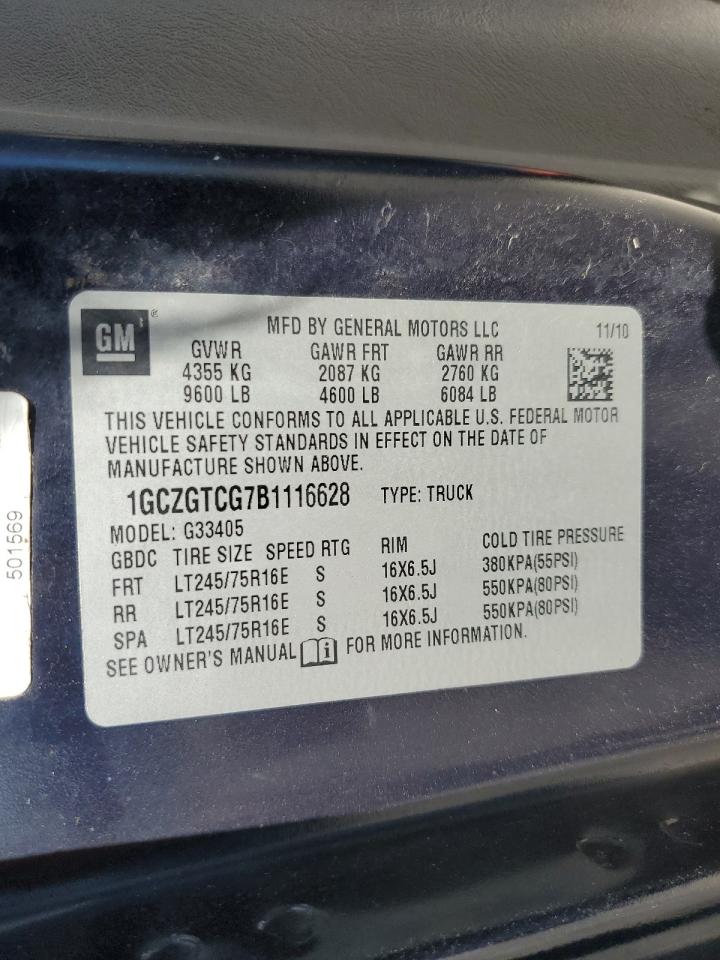 GM ®
MFD BY GENERAL MOTORS LLC 11/10
GVWR GAWR FRT GAWR RR
4355 KG 2087 KG 2760 KG
9600 LB 4600 LB 6084 LB
THIS VEHICLE CONFORMS TO ALL APPLICABLE U.S. FEDERAL MOTOR
VEHICLE SAFETY STANDARDS IN EFFECT ON THE DATE OF
MANUFACTURE SHOWN ABOVE.
1GCZGTCG7B1116628 TYPE: TRUCK
MODEL: G33405
GBDC TIRE SIZE SPEED RTG RIM COLD TIRE PRESSURE
FRT LT245/75R16E S 16X6.5J 380KPA(55PSI)
RR LT245/75R16E S 16X6.5J 550KPA(80PSI)
SPA LT245/75R16E S 16X6.5J 550KPA(80PSI)
SEE OWNER'S MANUAL i FOR MORE INFORMATION.
501569